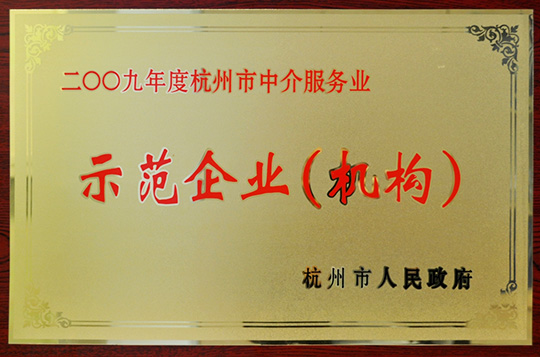 二〇〇九年度杭州市中介服务业
示范企业(机构)
杭州市人民政府